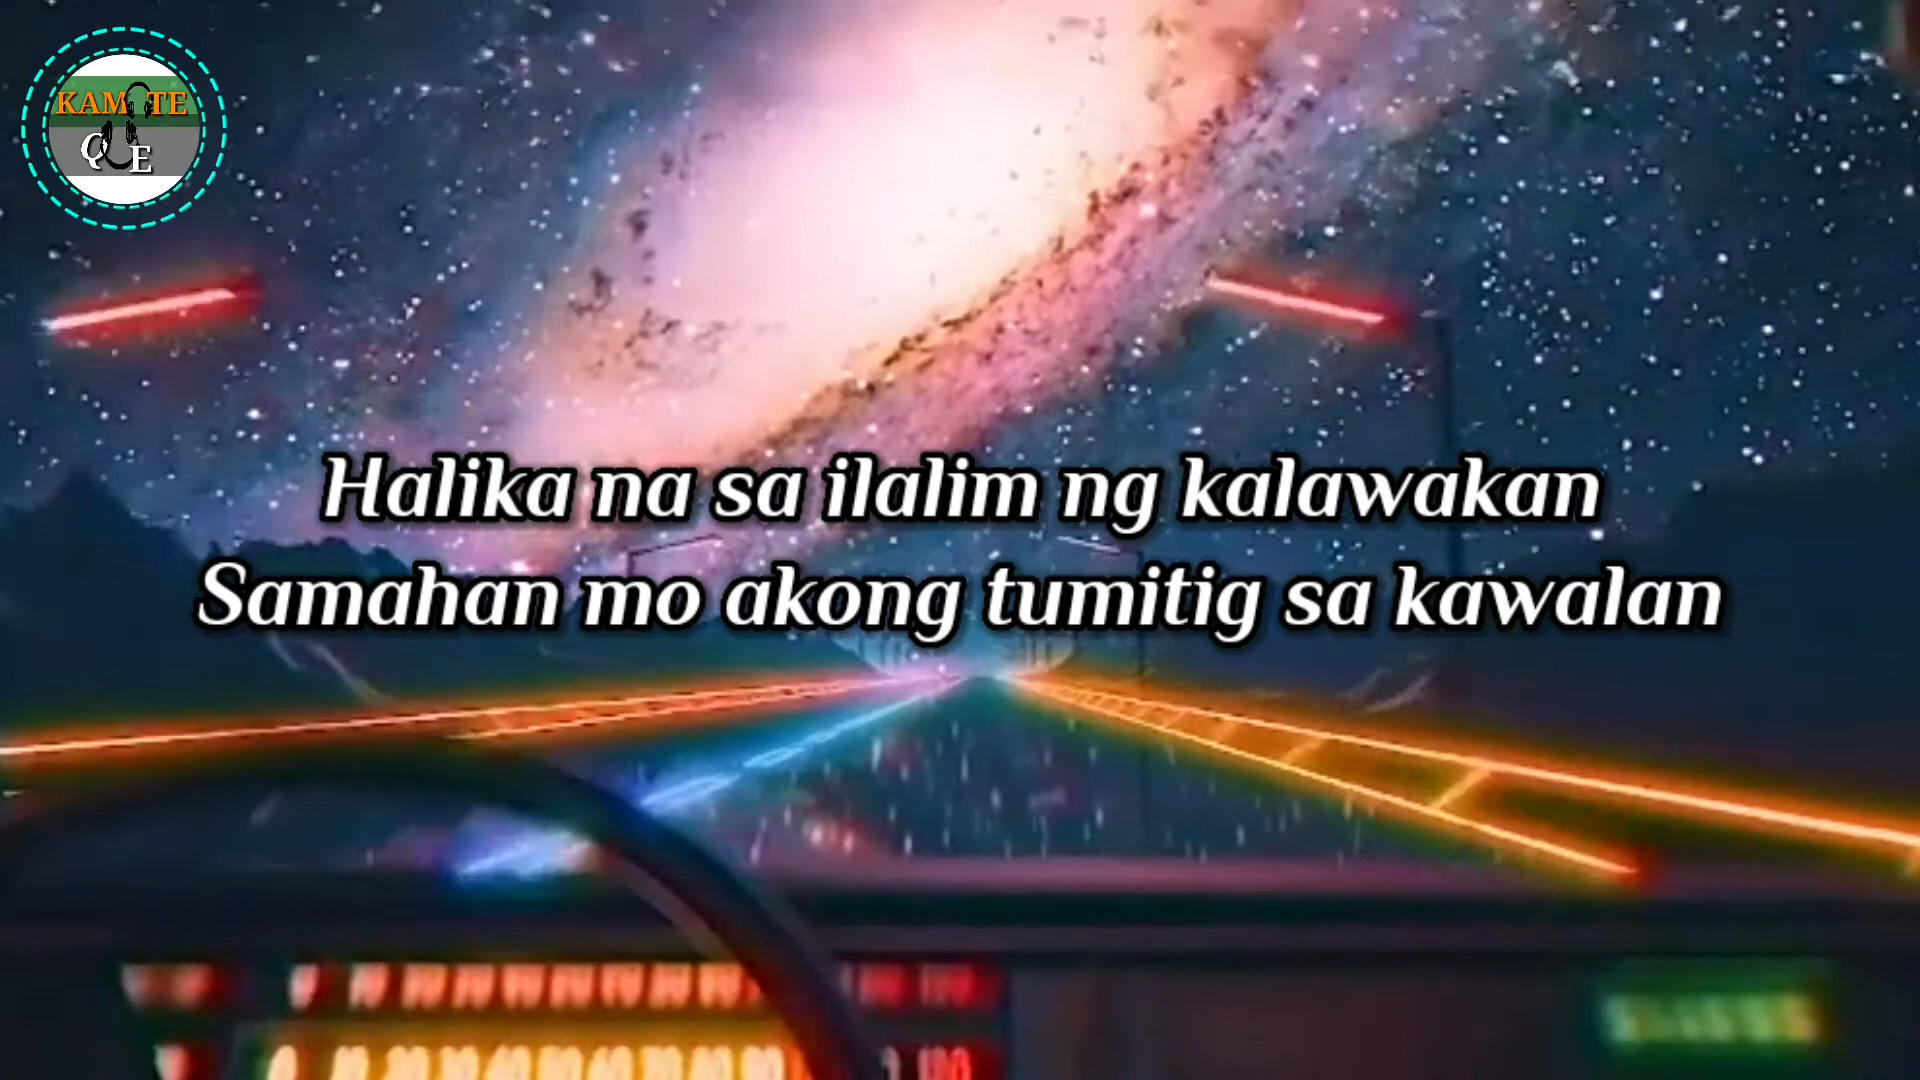 KAM TE
Q E
Halika na sa ilalim ng kalawakan
Samahan mo akong tumitig sa kawalan